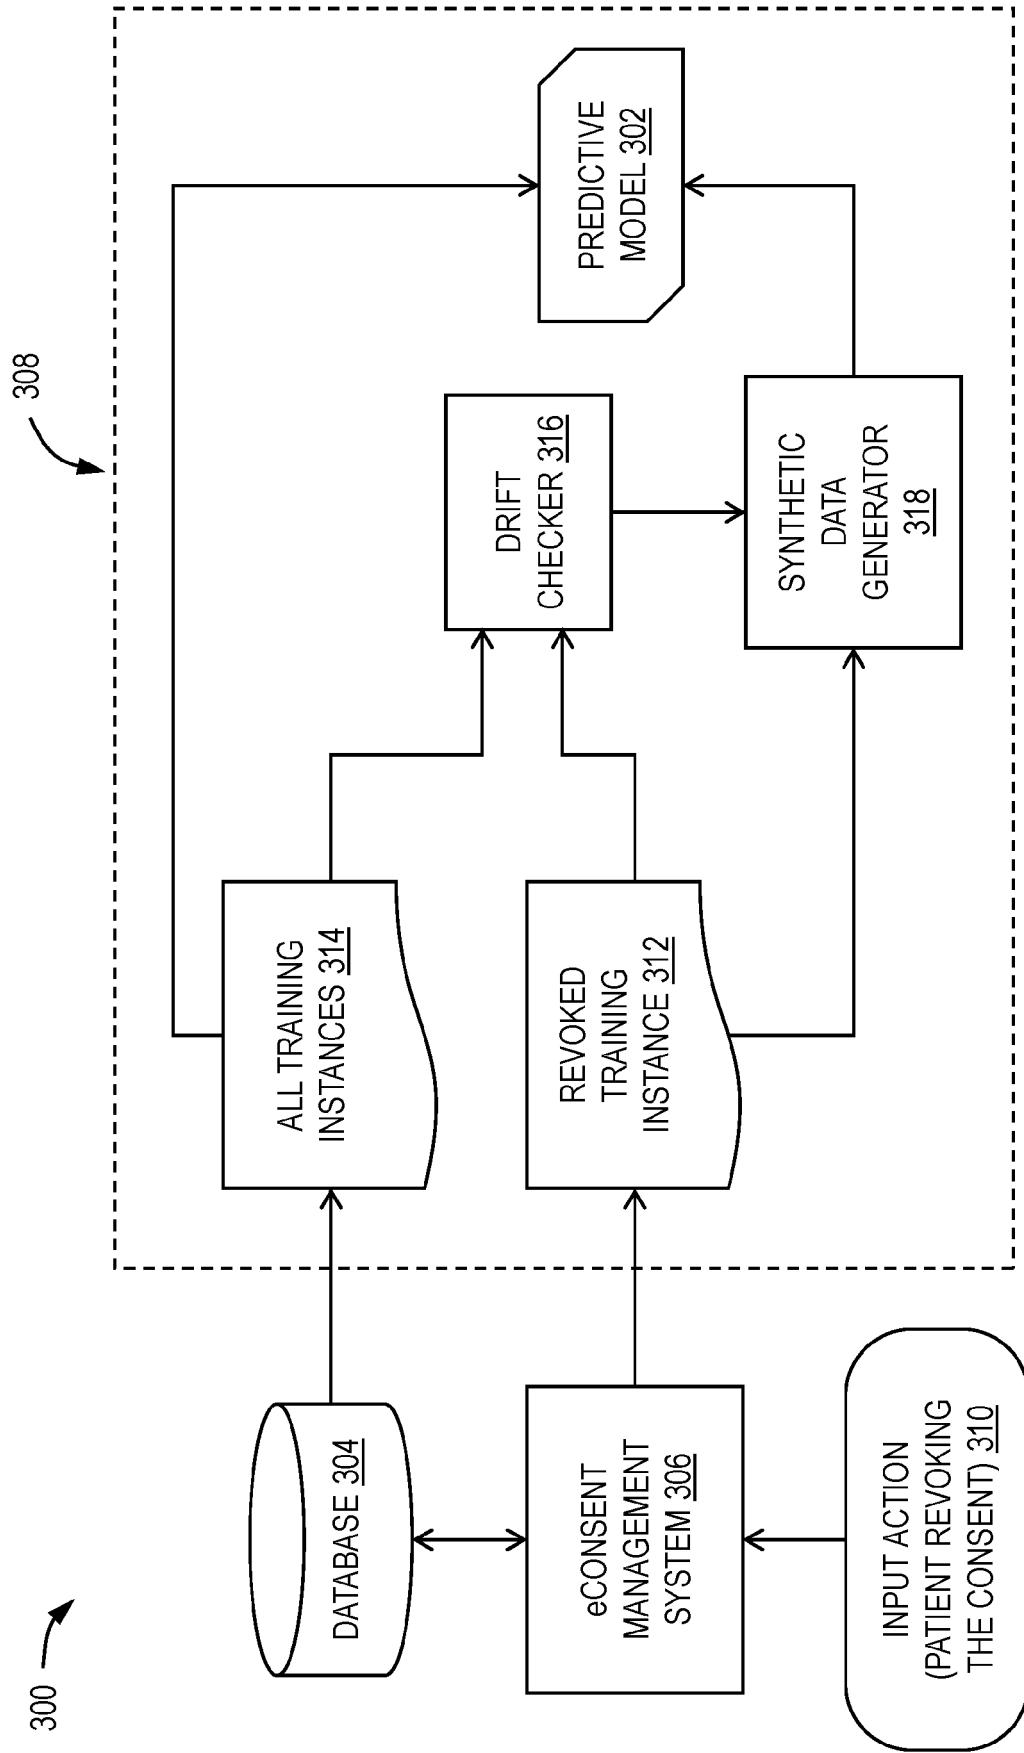 300
308
DATABASE 304
eCONSENT
MANAGEMENT
SYSTEM 306
INPUT ACTION
(PATIENT REVOKING
THE CONSENT) 310
ALL TRAINING
INSTANCES 314
REVOKED
TRAINING
INSTANCE 312
DRIFT
CHECKER 316
SYNTHETIC
DATA
GENERATOR
318
PREDICTIVE
MODEL 302